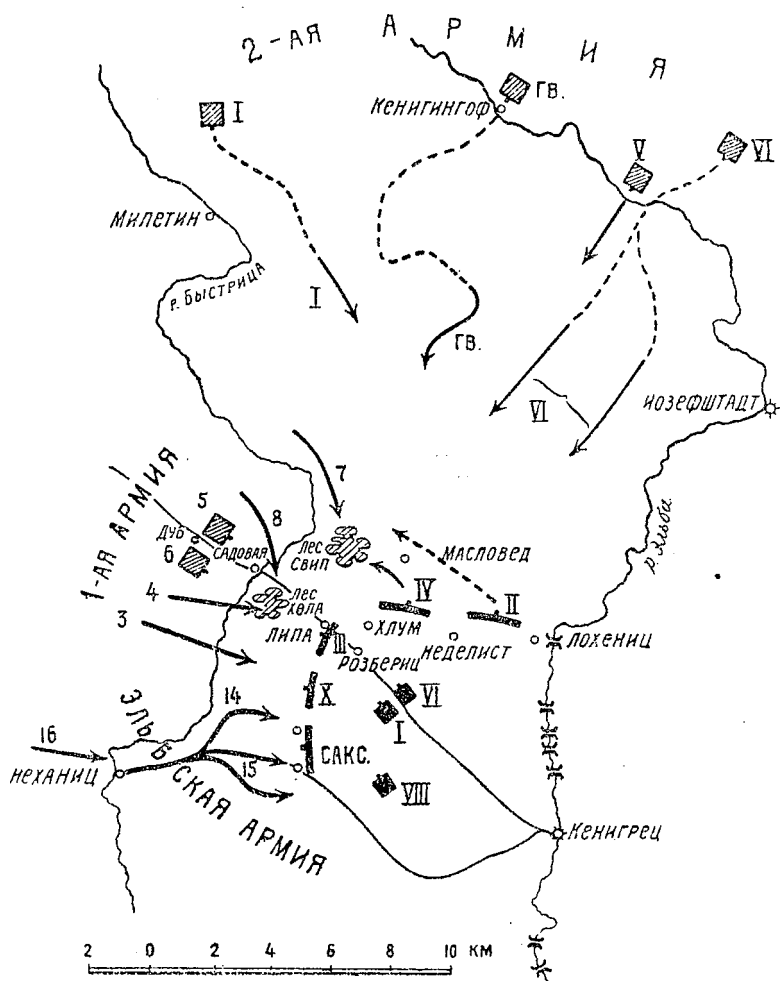 2-АЯ АРМИЯ
I
ГВ.
КЕНИГИНГОФ
V
VI
МИЛЕТИН
р. БЫСТРИЦА
I
ГВ.
VI
ИОЗЕФШТАДТ
1-АЯ АРМИЯ
7
5
8
ДУБ
6
САДОВАЯ
ЛЕС СВИП
МАСЛОВЕД
р. Эльба
4
ЛЕС ХОЛА
IV
II
3
ЛИПА
III
ХЛУМ
НЕДЕЛИСТ
ЛОХЕНИЦ
РОЗБЕРИЦ
X
VI
I
14
16
ЭЛЬБСКАЯ АРМИЯ
15
САКС.
НЕХАНИЦ
VIII
КЕНИГРЕЦ
2 0 2 4 6 8 10 КМ